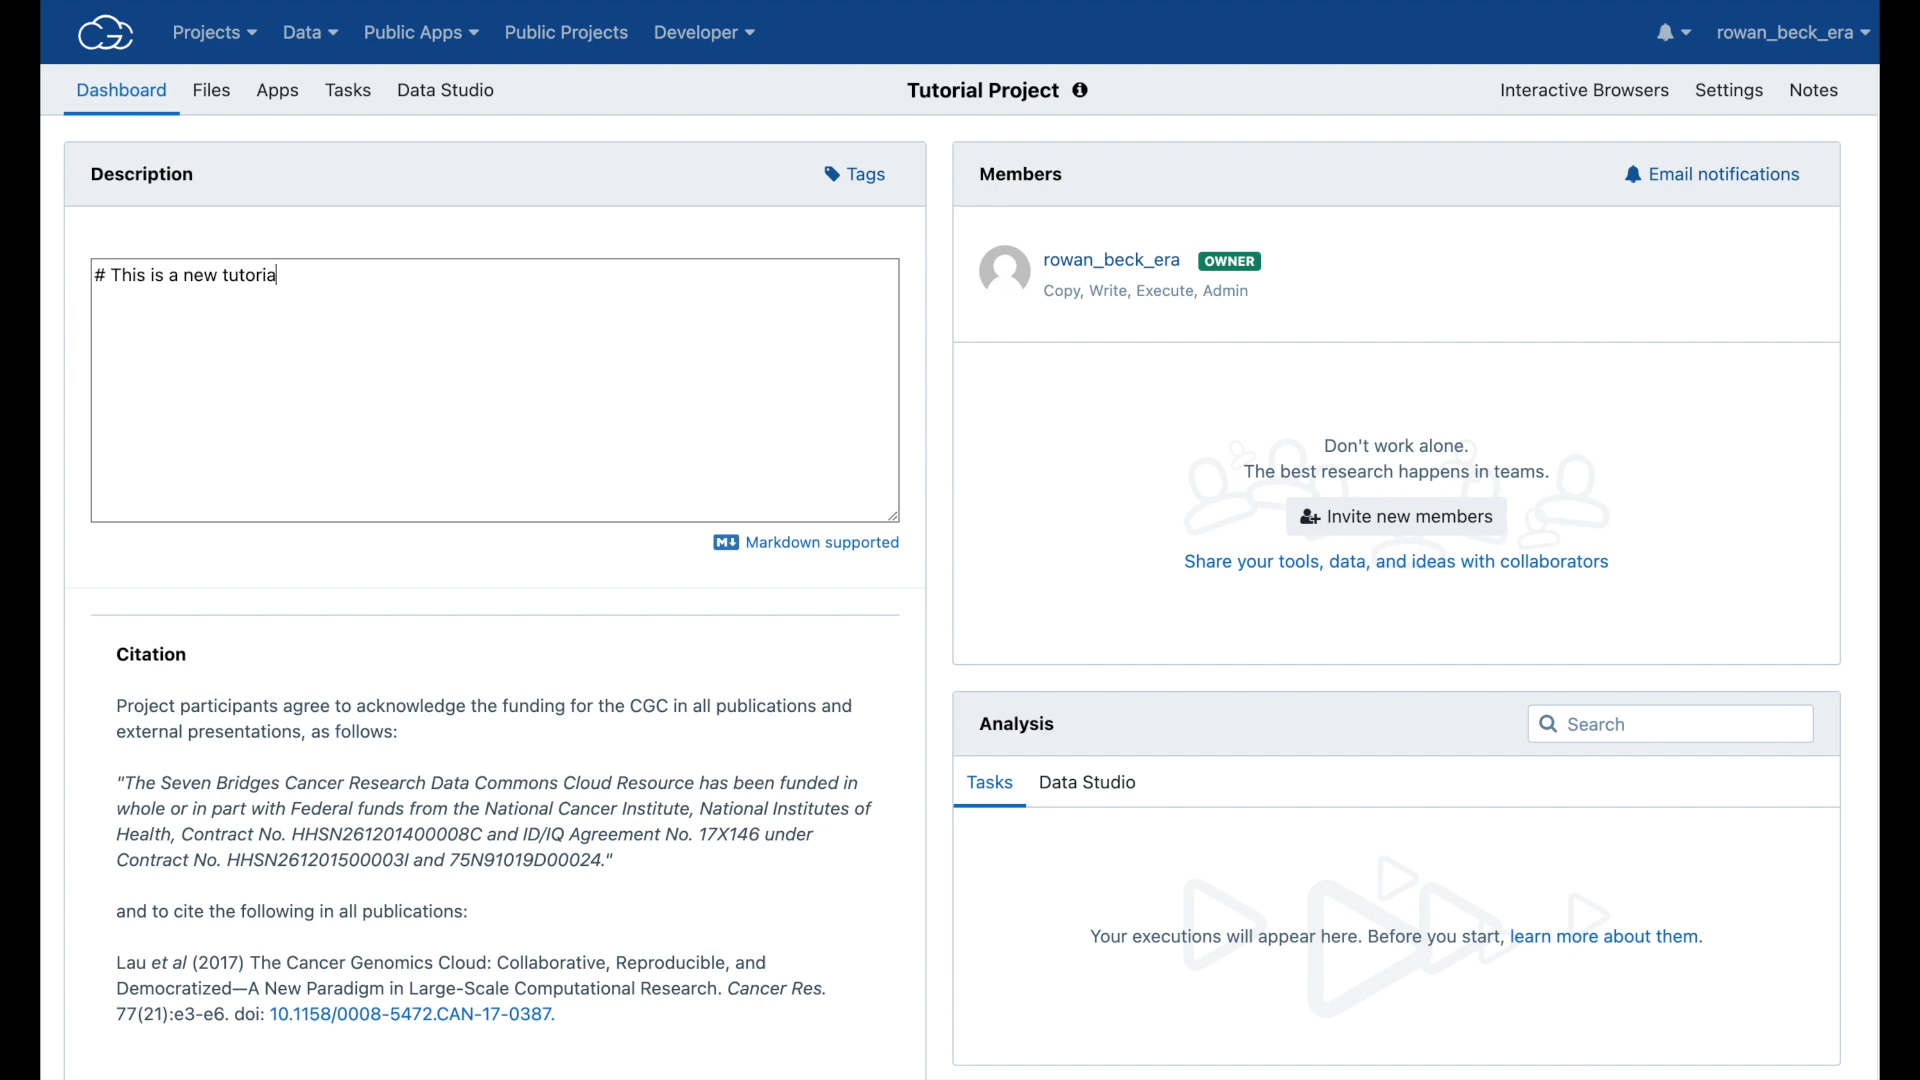 Projects Data Public Apps Public Projects Developer rowan_beck_era
Dashboard Files Apps Tasks Data Studio Tutorial Project Interactive Browsers Settings Notes
Description Tags
# This is a new tutoria
Markdown supported
Citation
Project participants agree to acknowledge the funding for the CGC in all publications and
external presentations, as follows:
"The Seven Bridges Cancer Research Data Commons Cloud Resource has been funded in
whole or in part with Federal funds from the National Cancer Institute, National Institutes of
Health, Contract No. HHSN261201400008C and ID/IQ Agreement No. 17X146 under
Contract No. HHSN261201500003I and 75N91019D00024."
and to cite the following in all publications:
Lau et al (2017) The Cancer Genomics Cloud: Collaborative, Reproducible, and
Democratized—A New Paradigm in Large-Scale Computational Research. Cancer Res.
77(21):e3-e6. doi: 10.1158/0008-5472.CAN-17-0387.
Members Email notifications
rowan_beck_era OWNER
Copy, Write, Execute, Admin
Don't work alone.
The best research happens in teams.
Invite new members
Share your tools, data, and ideas with collaborators
Analysis Search
Tasks Data Studio
Your executions will appear here. Before you start, learn more about them.